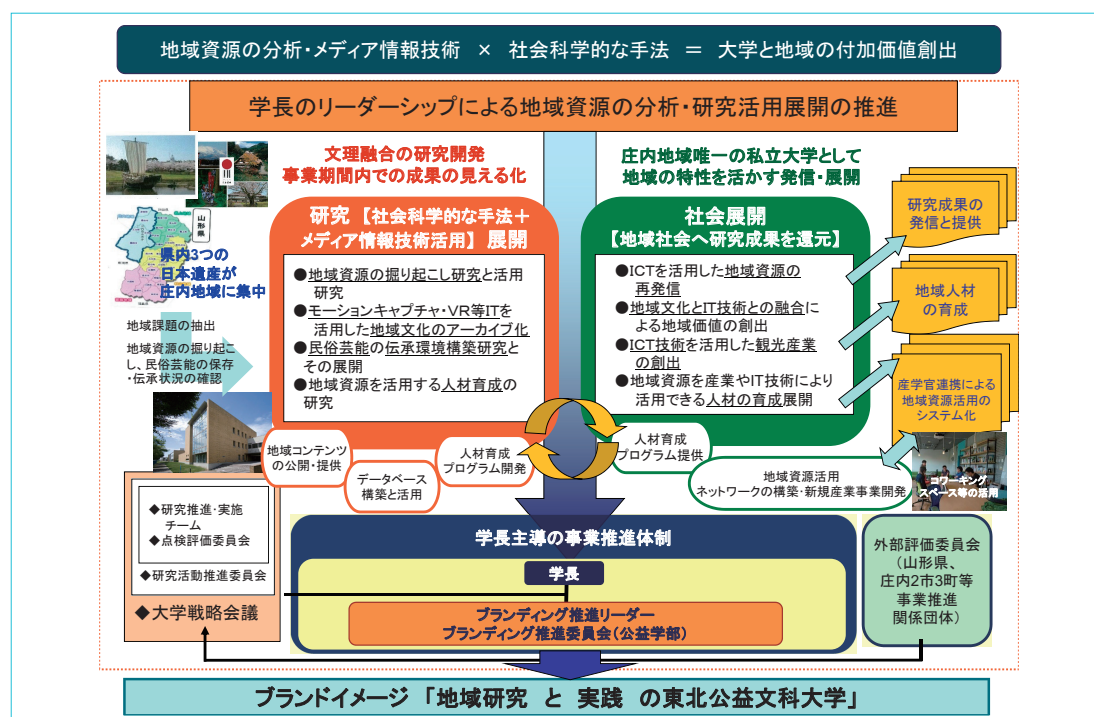 地域資源の分析・メディア情報技術 × 社会科学的な手法 = 大学と地域の付加価値創出
学長のリーダーシップによる地域資源の分析・研究活用展開の推進
文理融合の研究開発
事業期間内での成果の見える化
庄内地域唯一の私立大学として
地域の特性を活かす発信・展開
山形県
県内3つの
日本遺産が
庄内地域に集中
地域課題の抽出
地域資源の掘り起こ
し、民俗芸能の保存
・伝承状況の確認
研究 【社会科学的な手法+
メディア情報技術活用】 展開
●地域資源の掘り起こし研究と活用
研究
●モーションキャプチャ・VR等ITを
活用した地域文化のアーカイブ化
●民俗芸能の伝承環境構築研究と
その展開
●地域資源を活用する人材育成の
研究
社会展開
【地域社会へ研究成果を還元】
●ICTを活用した地域資源の
再発信
●地域文化とIT技術との融合に
よる地域価値の創出
●ICT技術を活用した観光産業
の創出
●地域資源を産業やIT技術により
活用できる人材の育成展開
研究成果の
発信と提供
地域人材
の育成
産学官連携による
地域資源活用の
システム化
地域コンテンツ
の公開・提供
データベース
構築と活用
人材育成
プログラム開発
人材育成
プログラム提供
地域資源活用
ネットワークの構築・新規産業事業開発
コワーキング
スペース等の活用
◆研究推進・実施
チーム
◆点検評価委員会
◆研究活動推進委員会
◆大学戦略会議
学長主導の事業推進体制
学長
ブランディング推進リーダー
ブランディング推進委員会(公益学部)
外部評価委員会
(山形県、
庄内2市3町等
事業推進
関係団体)
ブランドイメージ 「地域研究 と 実践 の東北公益文科大学」